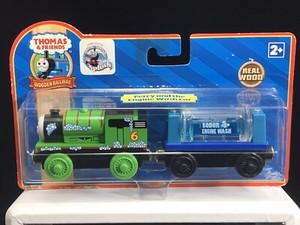 THOMAS
& FRIENDS
WOODEN RAILWAY
2+
REAL
WOOD
Percy and the
Engine Wash Car
6
SODOR
ENGINE WASH